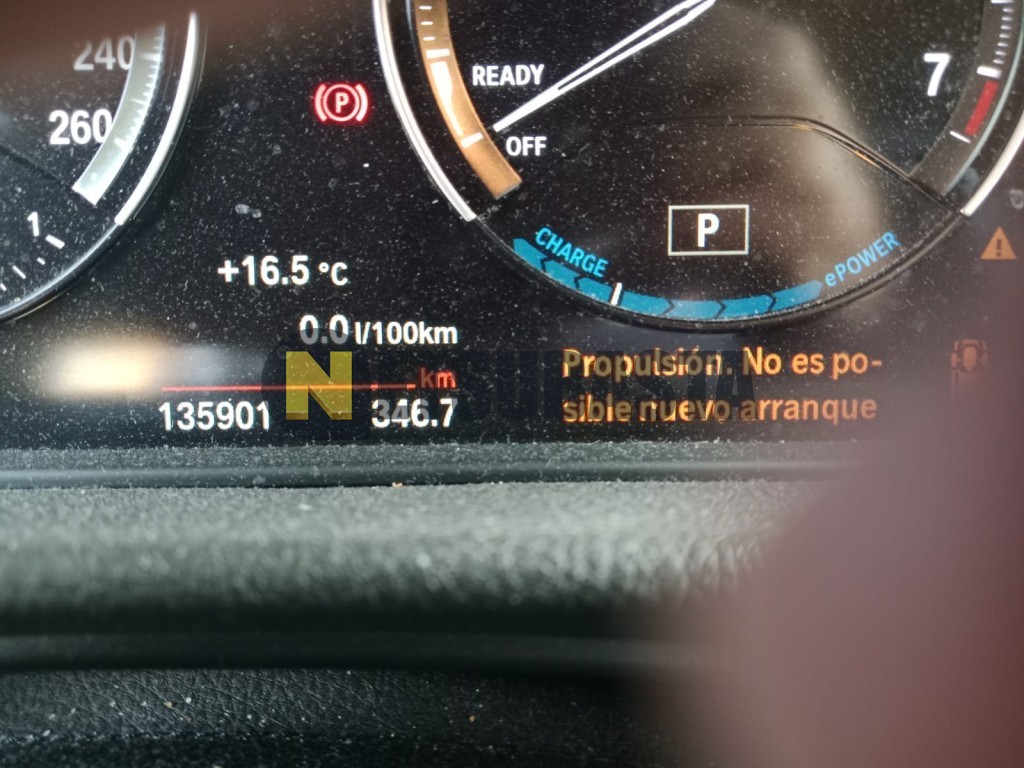 240
260
1
P
READY
OFF
7
P
CHARGE
ePOWER
+16.5 °C
0.0 l/100km
km
135901
346.7
Propulsión. No es po-
sible nuevo arranque